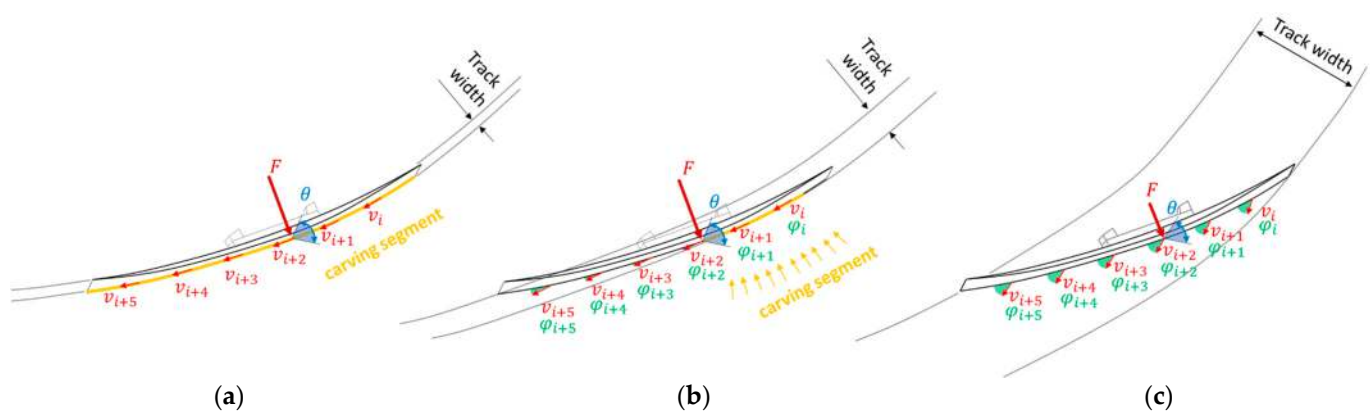 Track
width
F
θ
v_i
v_{i+1}
v_{i+2}
v_{i+3}
v_{i+4}
v_{i+5}
carving segment
(a)
Track
width
F
θ
v_i
φ_i
v_{i+1}
φ_{i+1}
v_{i+2}
φ_{i+2}
v_{i+3}
φ_{i+3}
v_{i+4}
φ_{i+4}
v_{i+5}
φ_{i+5}
carving segment
(b)
Track width
F
θ
v_i
φ_i
v_{i+1}
φ_{i+1}
v_{i+2}
φ_{i+2}
v_{i+3}
φ_{i+3}
v_{i+4}
φ_{i+4}
v_{i+5}
φ_{i+5}
(c)